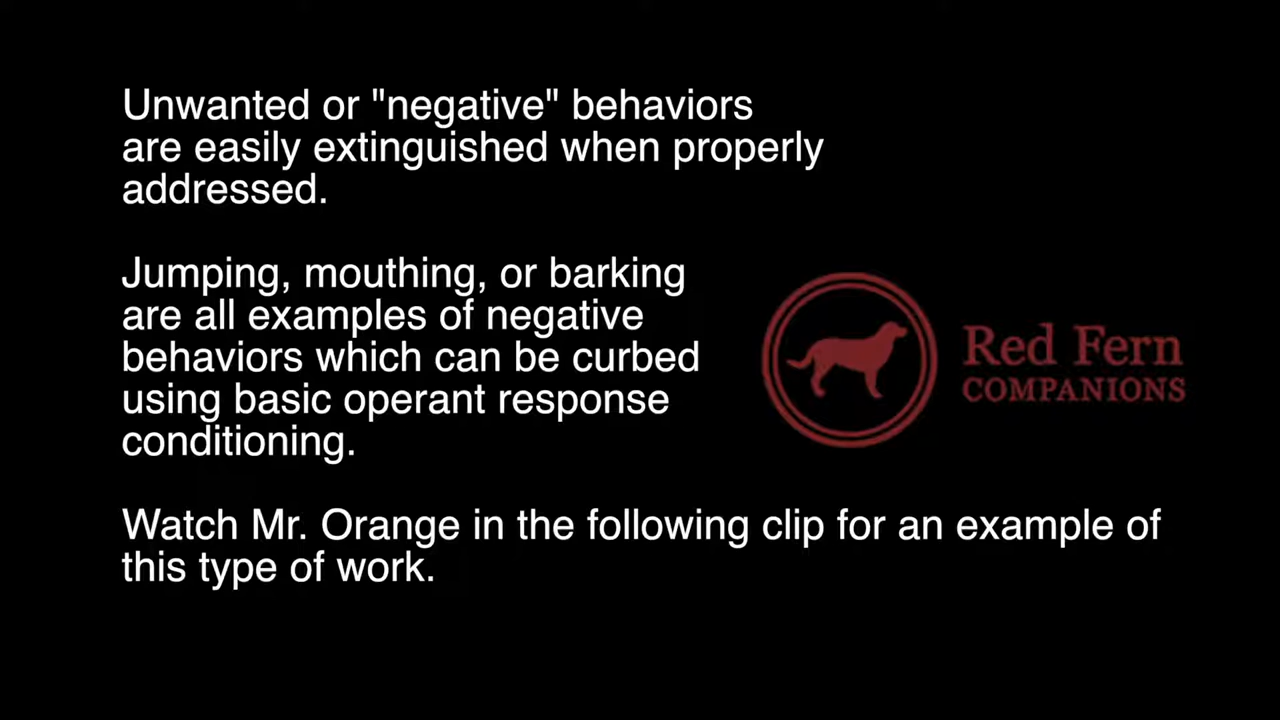 Unwanted or "negative" behaviors
are easily extinguished when properly
addressed.
Jumping, mouthing, or barking
are all examples of negative
behaviors which can be curbed
using basic operant response
conditioning.
Red Fern
COMPANIONS
Watch Mr. Orange in the following clip for an example of
this type of work.